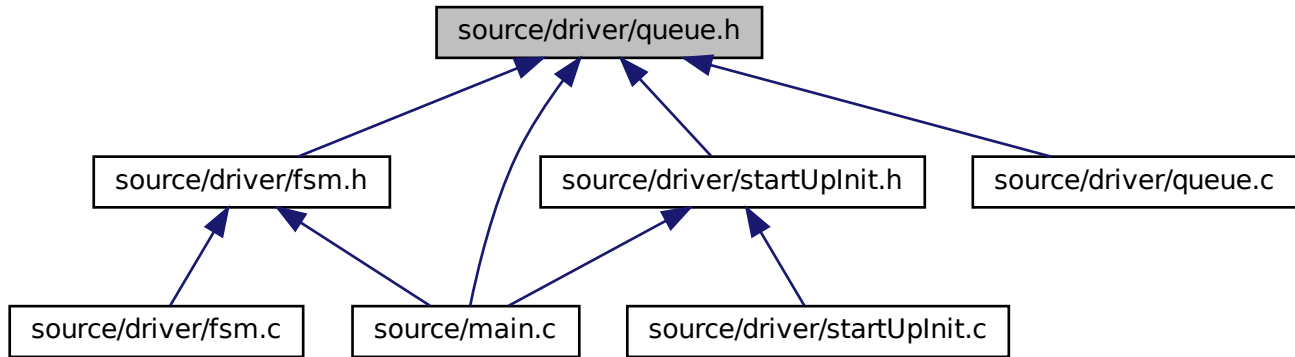 source/driver/queue.h
source/driver/fsm.h
source/driver/startUpInit.h
source/driver/queue.c
source/driver/fsm.c
source/main.c
source/driver/startUpInit.c